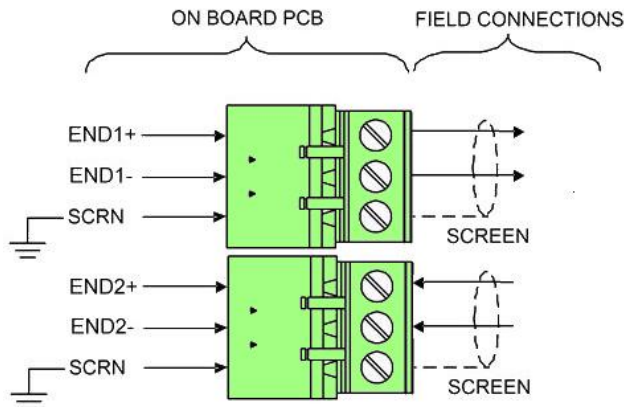 ON BOARD PCB
FIELD CONNECTIONS
END1+
END1-
SCRN
SCREEN
END2+
END2-
SCRN
SCREEN